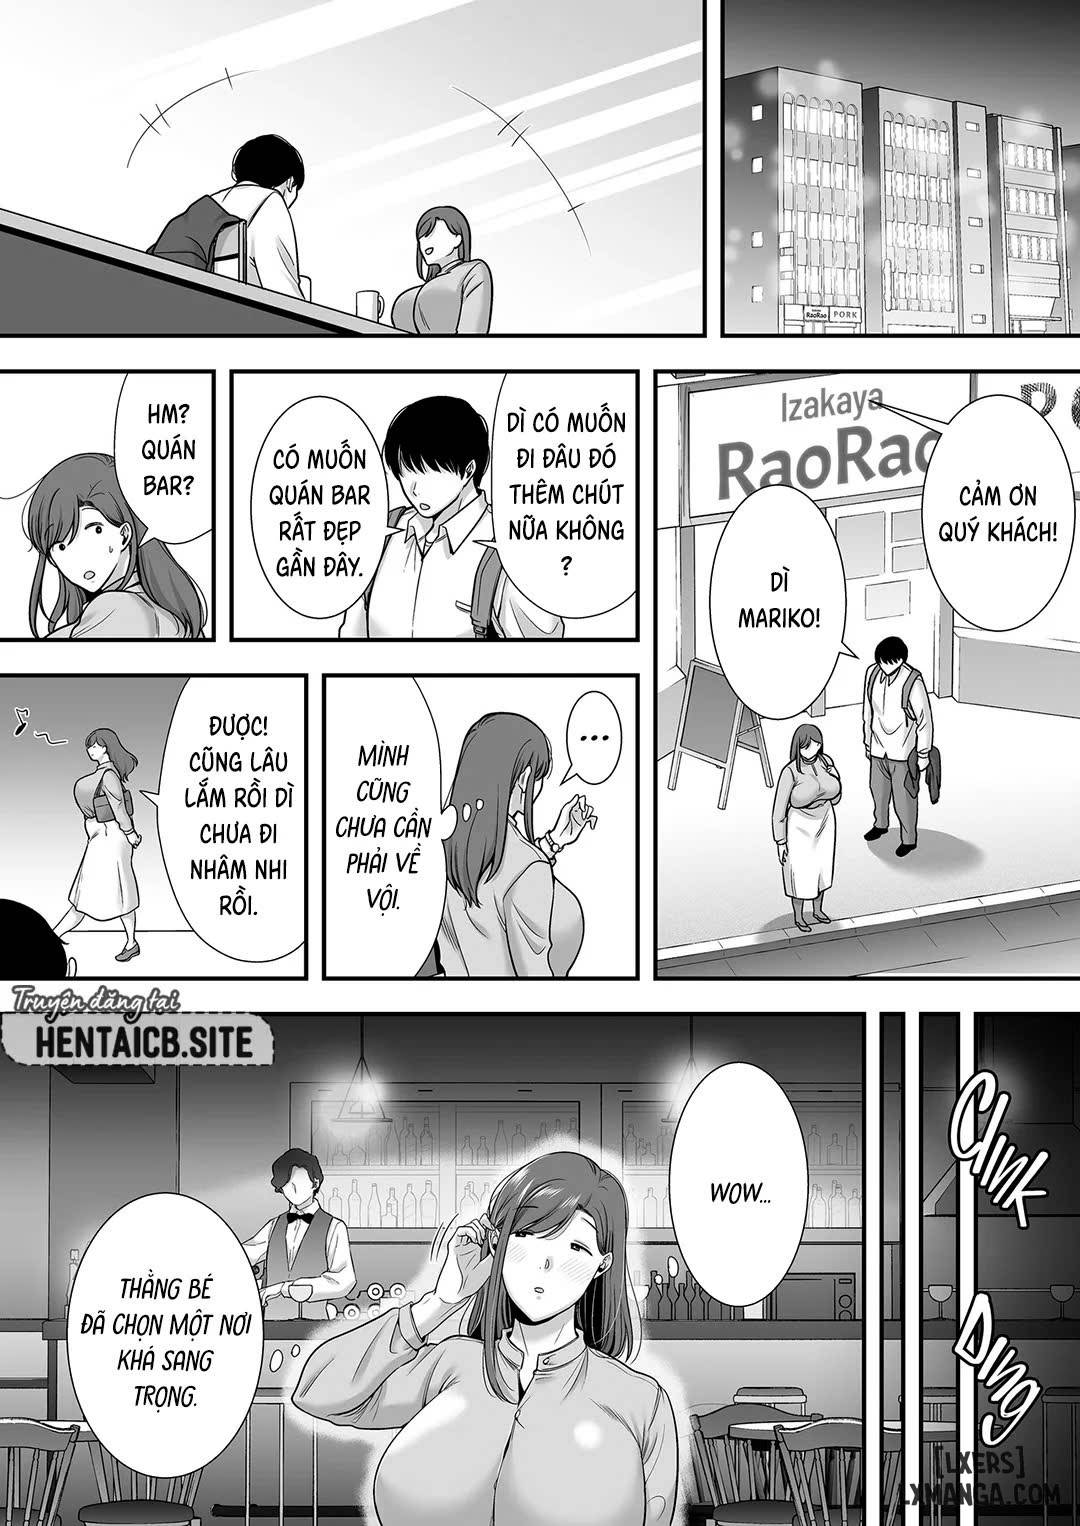 RaoRao
PORK
Izakaya
RaoRao
CẢM ƠN
QUÝ KHÁCH!
DÌ
MARIKO!
DÌ CÓ MUỐN
ĐI ĐÂU ĐÓ
THÊM CHÚT
NỮA KHÔNG
?
CÓ MUỐN
QUÁN BAR
RẤT ĐẸP
GẦN ĐÂY.
HM?
QUÁN
BAR?
...
MÌNH
CŨNG
CHƯA CẦN
PHẢI VỀ
VỘI.
ĐƯỢC!
CŨNG LÂU
LẮM RỒI DÌ
CHƯA ĐI
NHÂM NHI
RỒI.
Truyện đăng tại
HENTAICB.SITE
Clink
Ding
WOW...
THẰNG BÉ
ĐÃ CHỌN MỘT NƠI
KHÁ SANG
TRỌNG.
[LXERS]
LXMANGA.COM